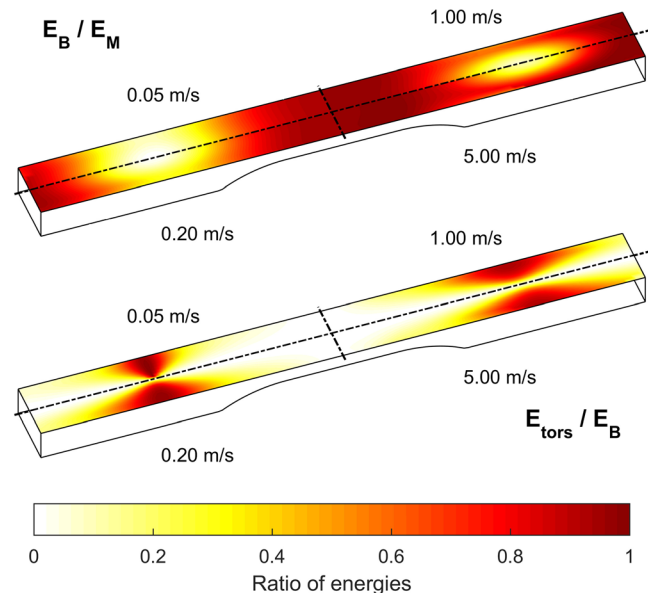 E_B / E_M
1.00 m/s
0.05 m/s
5.00 m/s
0.20 m/s
1.00 m/s
0.05 m/s
5.00 m/s
E_tors / E_B
0.20 m/s
0 0.2 0.4 0.6 0.8 1
Ratio of energies